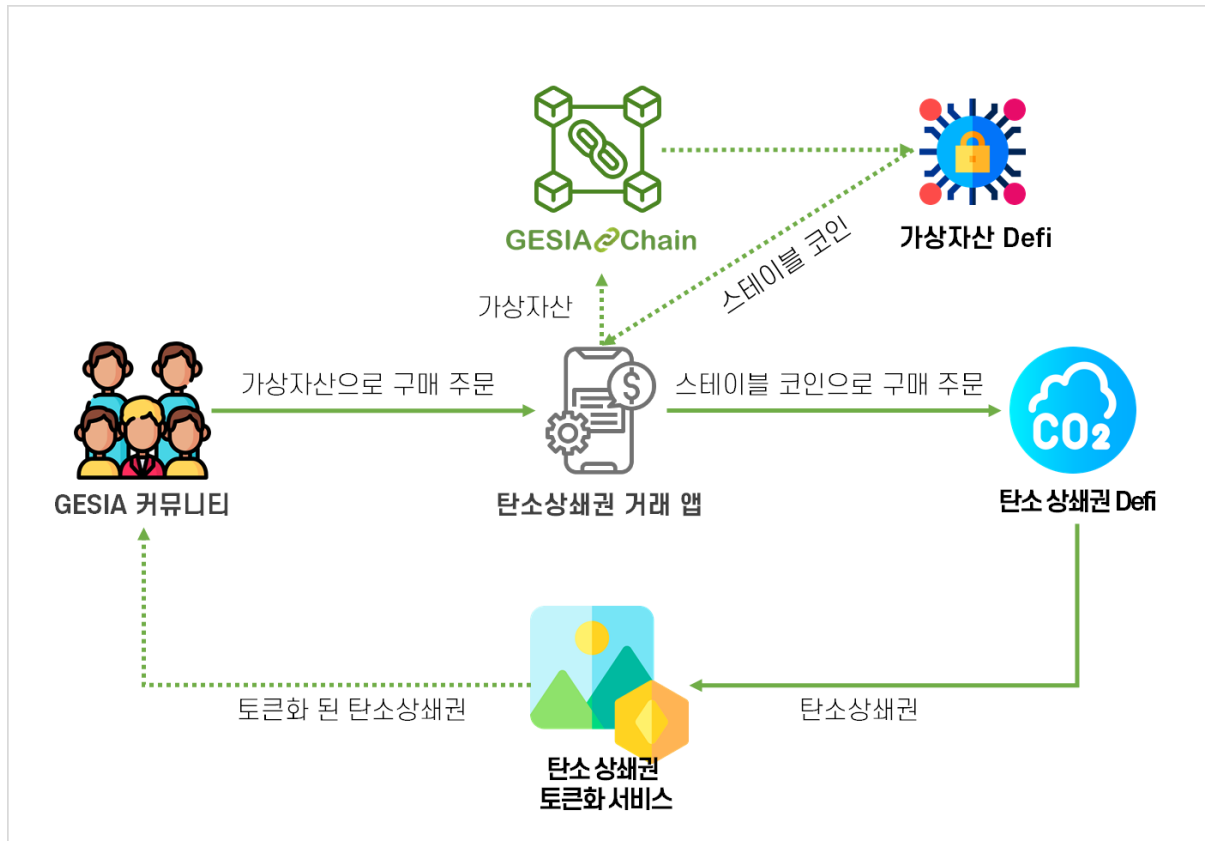 GESIA Chain
가상자산 Defi
스테이블 코인
가상자산
가상자산으로 구매 주문
스테이블 코인으로 구매 주문
$
CO2
GESIA 커뮤니티
탄소상쇄권 거래 앱
탄소 상쇄권 Defi
토큰화 된 탄소상쇄권
탄소상쇄권
탄소 상쇄권
토큰화 서비스